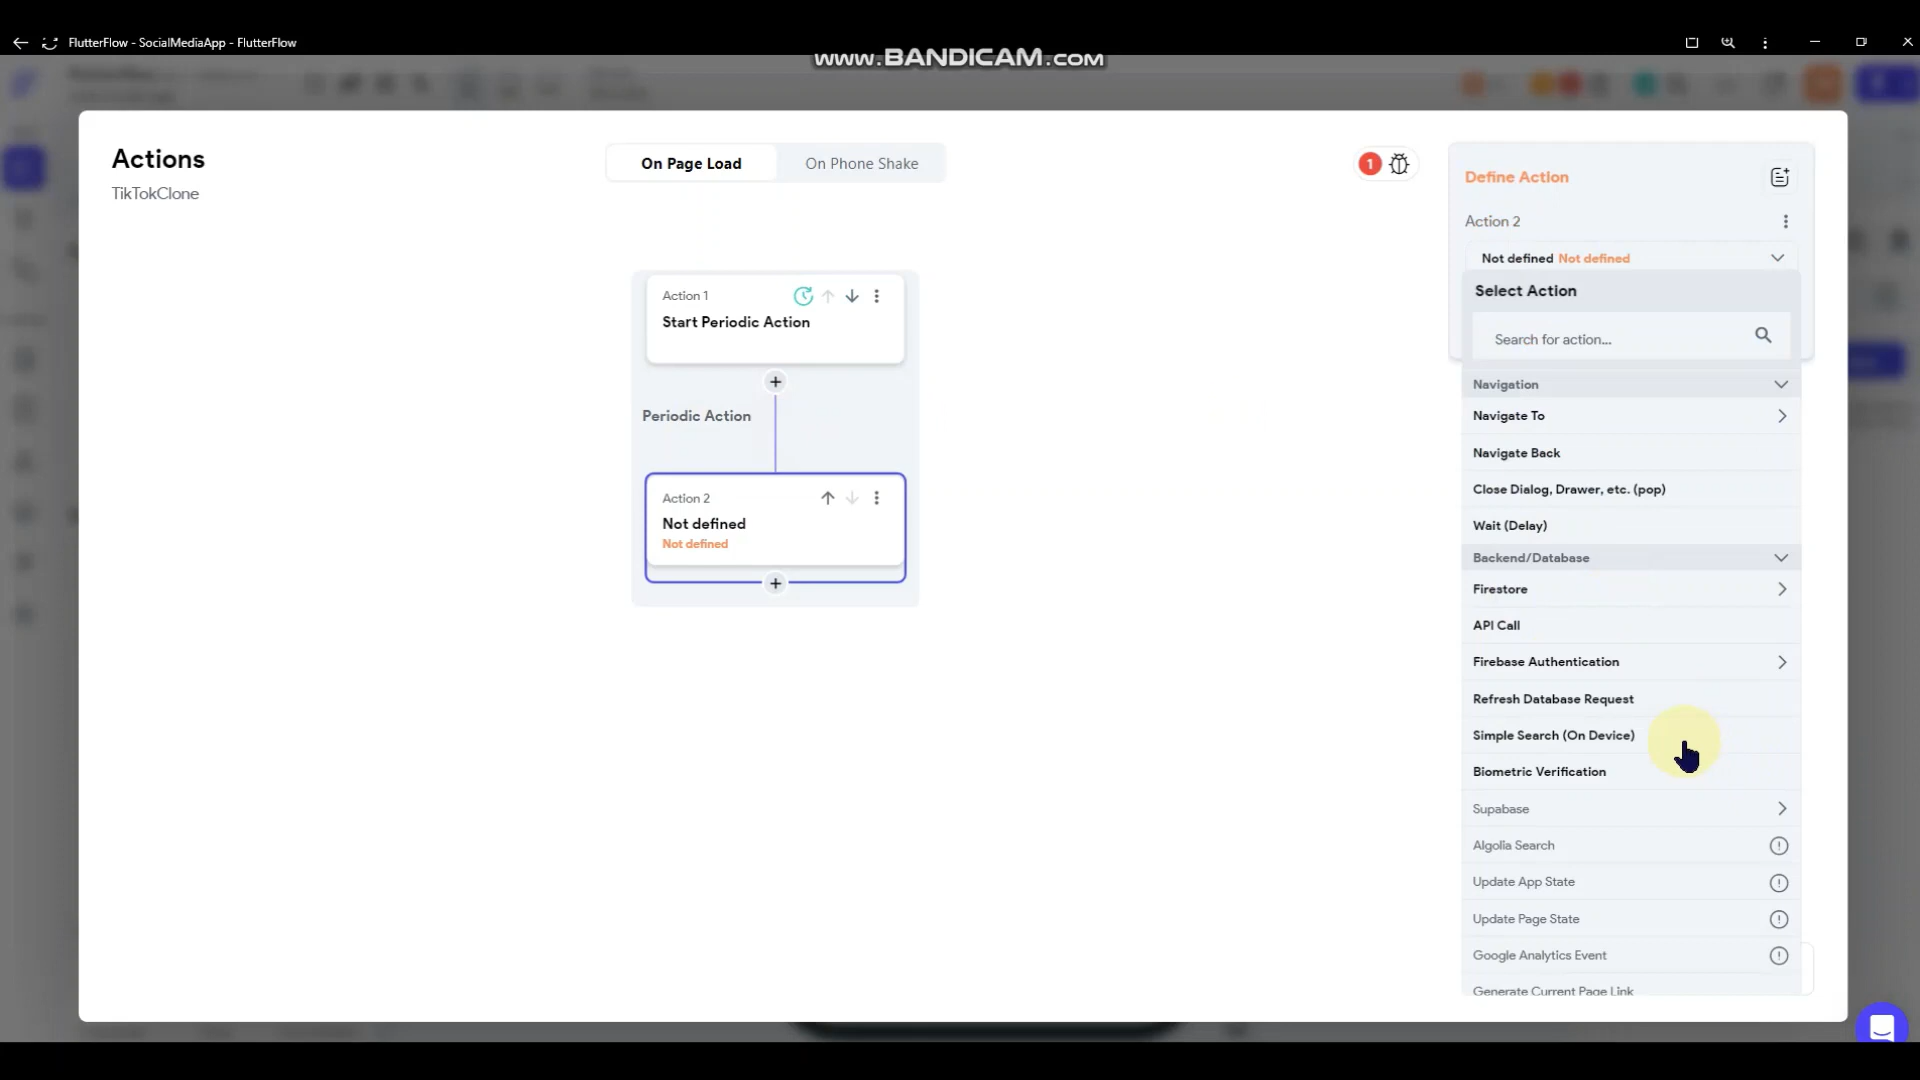 FlutterFlow - SocialMediaApp - FlutterFlow
www.BANDICAM.com
Actions
TikTokClone
On Page Load
On Phone Shake
1
Define Action
Action 2
Not defined Not defined
Select Action
Search for action...
Navigation
Navigate To
Navigate Back
Close Dialog, Drawer, etc. (pop)
Wait (Delay)
Backend/Database
Firestore
API Call
Firebase Authentication
Refresh Database Request
Simple Search (On Device)
Biometric Verification
Supabase
Algolia Search
Update App State
Update Page State
Google Analytics Event
Generate Current Page Link
Action 1
Start Periodic Action
Periodic Action
Action 2
Not defined
Not defined